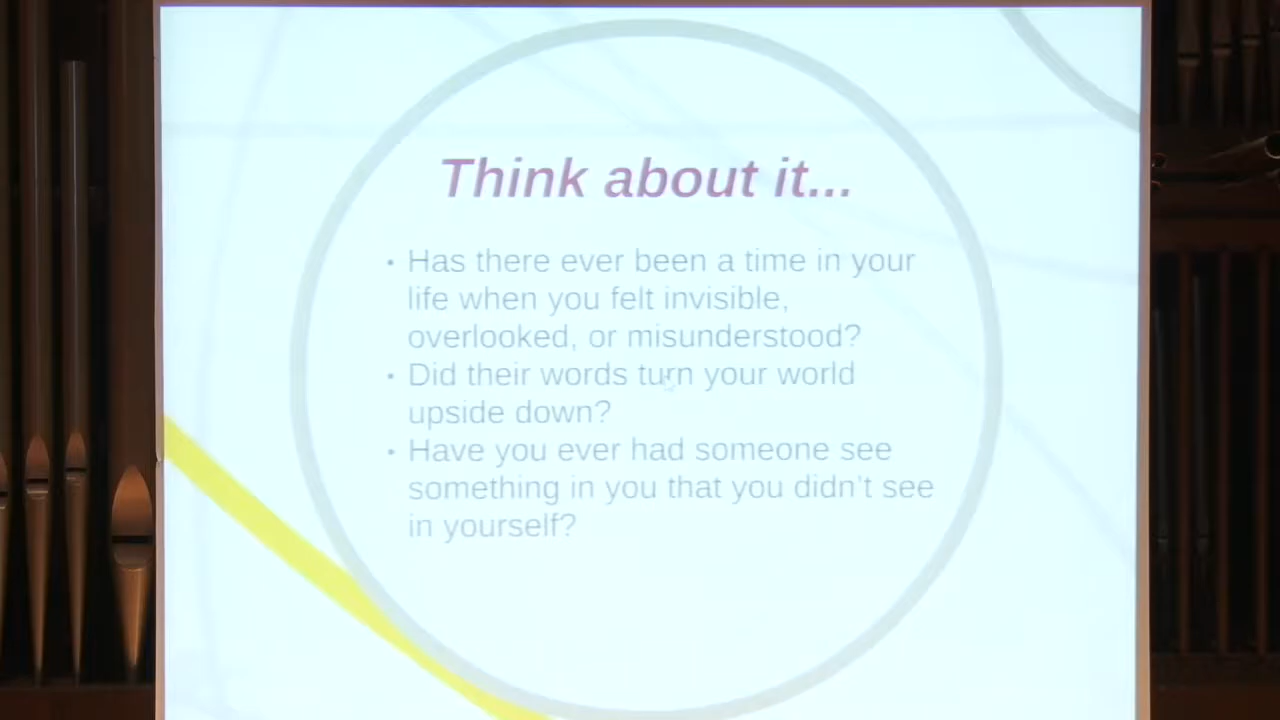 Think about it...
• Has there ever been a time in your
life when you felt invisible,
overlooked, or misunderstood?
• Did their words turn your world
upside down?
• Have you ever had someone see
something in you that you didn't see
in yourself?